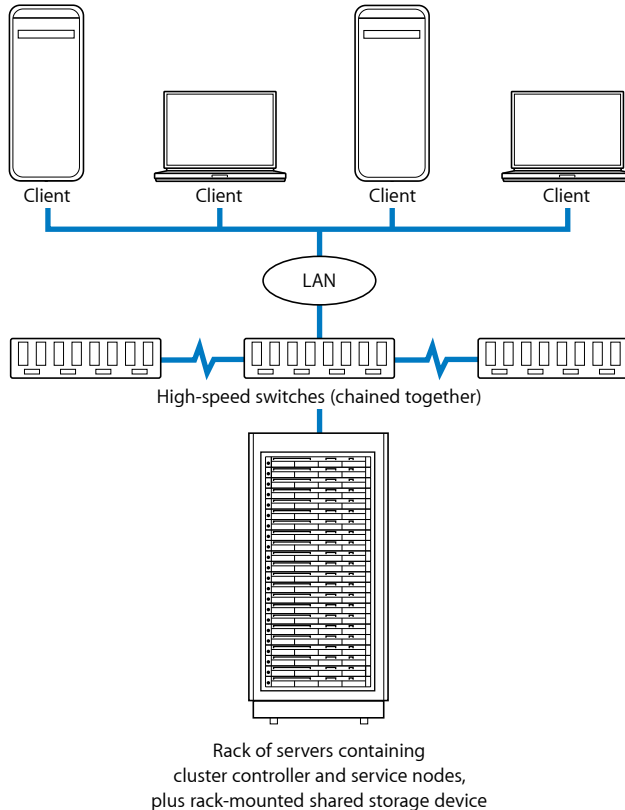 Client
Client
Client
Client
LAN
High-speed switches (chained together)
Rack of servers containing
cluster controller and service nodes,
plus rack-mounted shared storage device